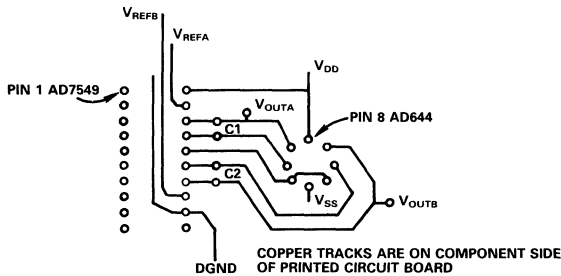 VREFB
VREFA
VDD
PIN 1 AD7549
VOUTA
PIN 8 AD644
C1
C2
VSS
VOUTB
DGND
COPPER TRACKS ARE ON COMPONENT SIDE
OF PRINTED CIRCUIT BOARD